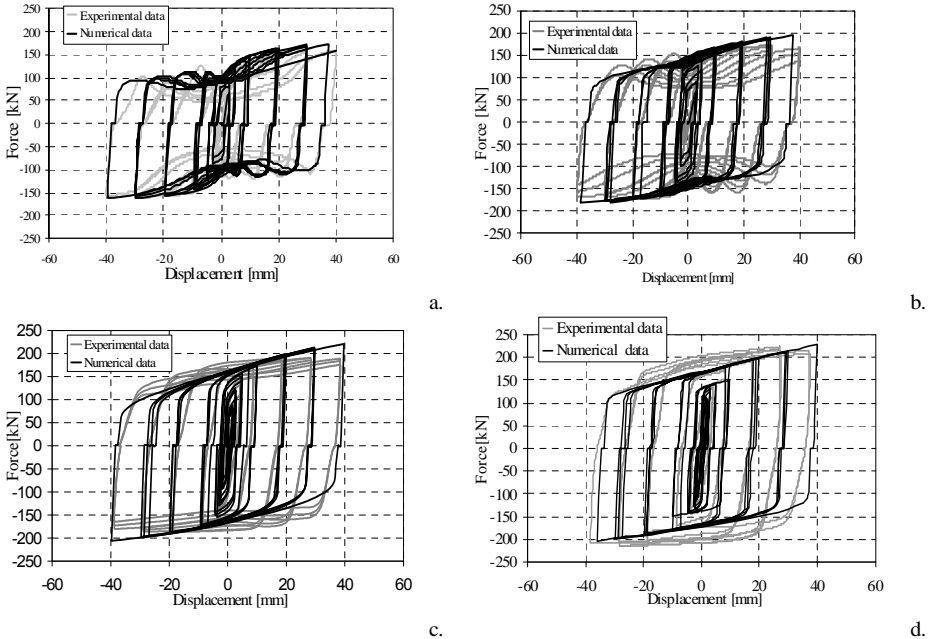 Experimental data
Numerical data
250
200
150
100
50
0
-50
-100
-150
-200
-250
Force [kN]
-60 -40 -20 0 20 40 60
Displacement [mm]
a.
Experimental data
Numerical data
250
200
150
100
50
0
-50
-100
-150
-200
-250
Force [kN]
-60 -40 -20 0 20 40 60
Displacement [mm]
b.
Experimental data
Numerical data
250
200
150
100
50
0
-50
-100
-150
-200
-250
Force [kN]
-60 -40 -20 0 20 40 60
Displacement [mm]
c.
Experimental data
Numerical data
250
200
150
100
50
0
-50
-100
-150
-200
-250
Force [kN]
-60 -40 -20 0 20 40 60
Displacement [mm]
d.